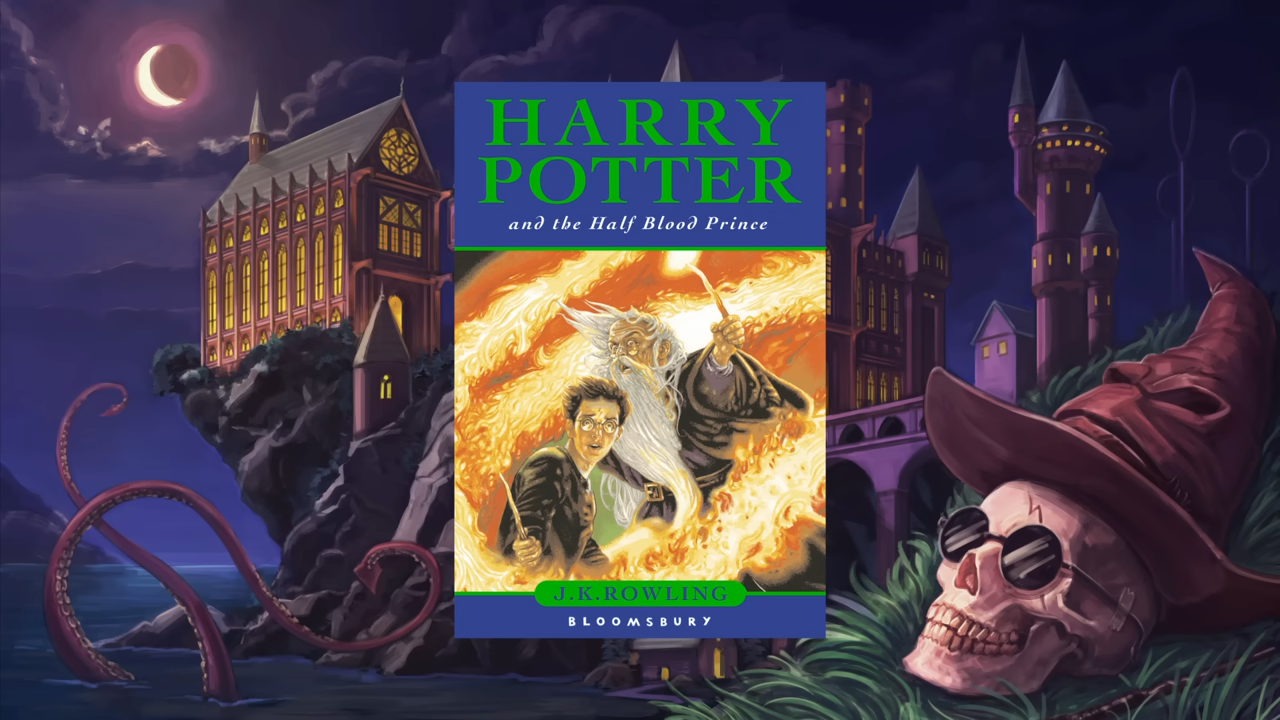 HARRY
POTTER
and the Half Blood Prince
J.K.ROWLING
BLOOMSBURY